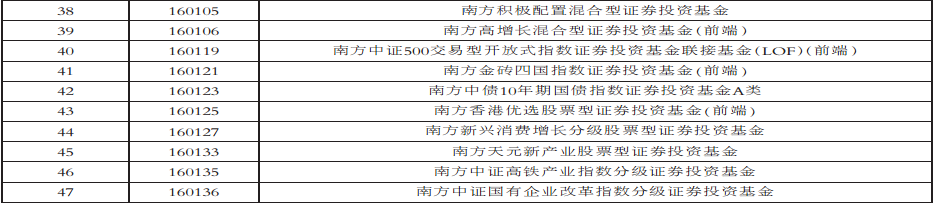 38 160105 南方积极配置混合型证券投资基金
39 160106 南方高增长混合型证券投资基金(前端)
40 160119 南方中证500交易型开放式指数证券投资基金联接基金(LOF)(前端)
41 160121 南方金砖四国指数证券投资基金(前端)
42 160123 南方中债10年期国债指数证券投资基金A类
43 160125 南方香港优选股票型证券投资基金(前端)
44 160127 南方新兴消费增长分级股票型证券投资基金
45 160133 南方天元新产业股票型证券投资基金
46 160135 南方中证高铁产业指数分级证券投资基金
47 160136 南方中证国有企业改革指数分级证券投资基金